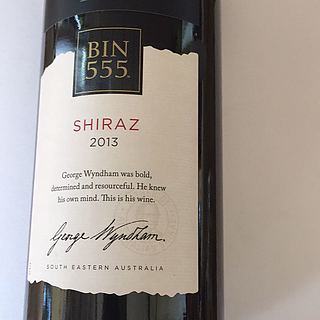 BIN
555
SHIRAZ
2013
George Wyndham was bold,
determined and resourceful. He knew
his own mind. This is his wine.
George Wyndham.
SOUTH EASTERN AUSTRALIA